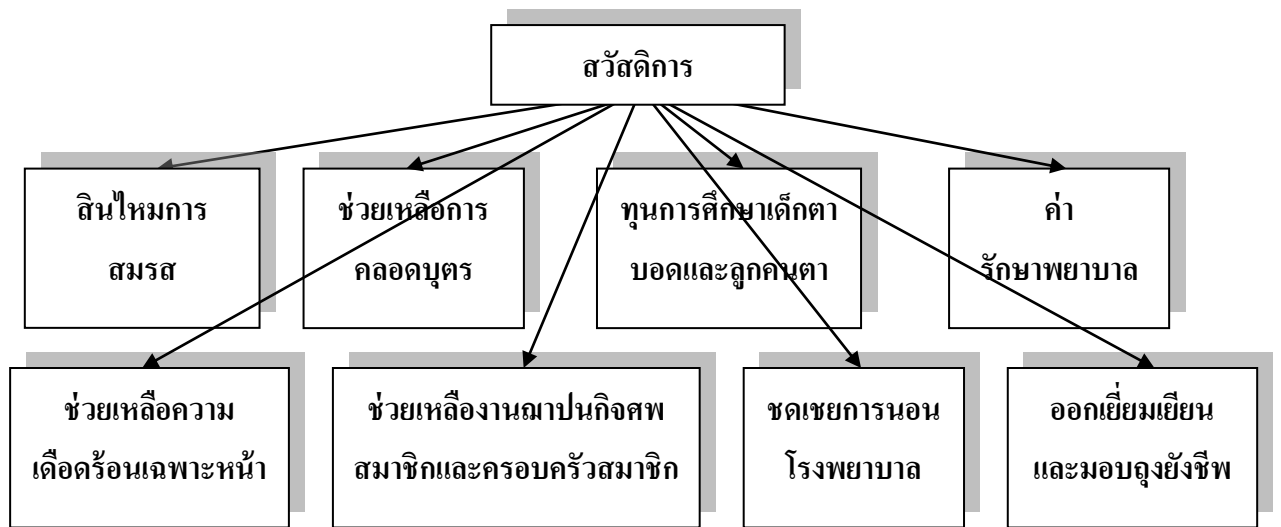 สวัสดิการ
สินไหมการ
สมรส
ช่วยเหลือการ
คลอดบุตร
ทุนการศึกษาเด็กตา
บอดและลูกคนตา
ค่า
รักษาพยาบาล
ช่วยเหลือความ
เดือดร้อนเฉพาะหน้า
ช่วยเหลืองานฌาปนกิจศพ
สมาชิกและครอบครัวสมาชิก
ชดเชยการนอน
โรงพยาบาล
ออกเยี่ยมเยียน
และมอบถุงยังชีพ